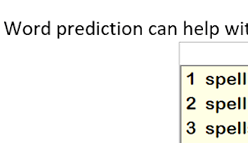 Word prediction can help wit
1 spell
2 spell
3 spell